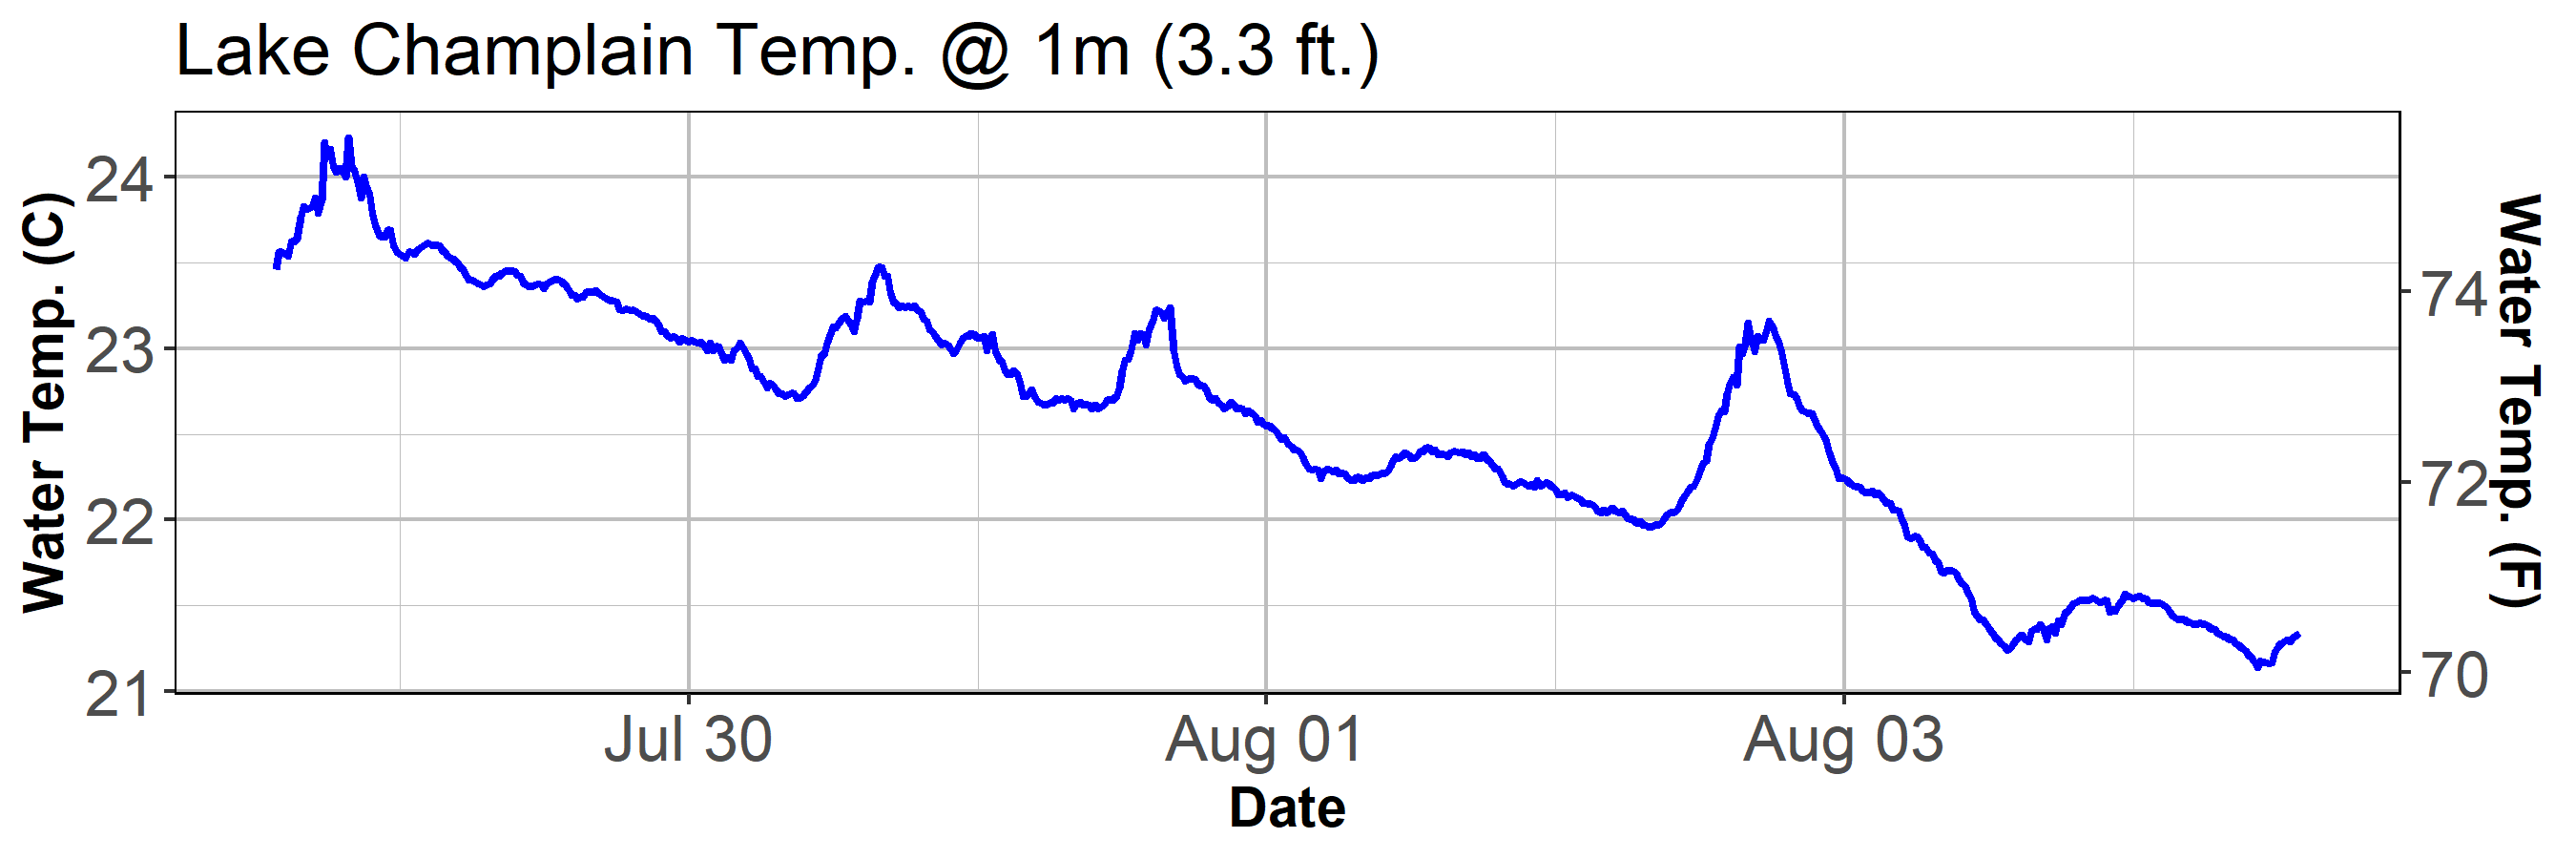 Lake Champlain Temp. @ 1m (3.3 ft.)
Water Temp. (C)
24
23
22
21
Water Temp. (F)
74
72
70
Jul 30
Aug 01
Aug 03
Date